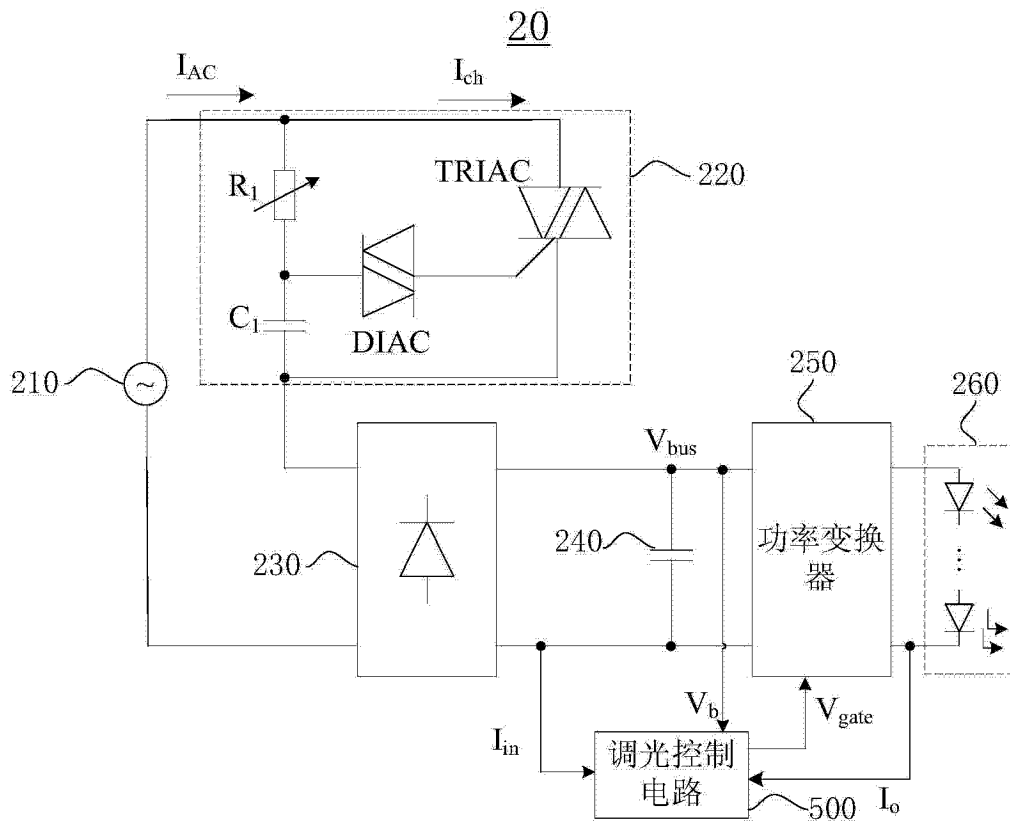 20
I_AC
I_ch
TRIAC
220
R_1
C_1
DIAC
210
250
260
V_bus
230
240
功率变换
器
V_b
V_gate
I_in
调光控制
电路
500
I_o